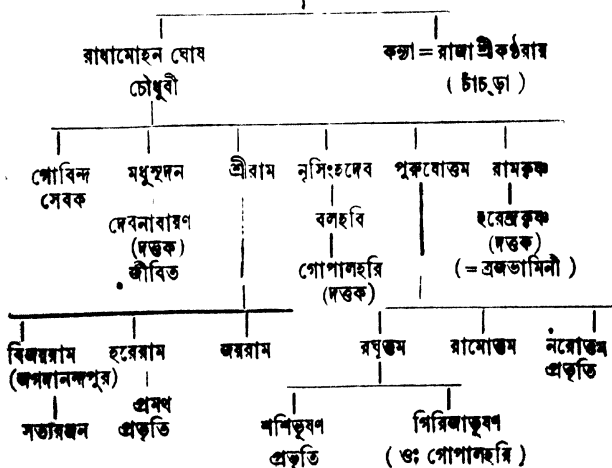 রাধামোহন ঘোষ কন্যা = রাজা শ্রীকণ্ঠরায়
চৌধুবী ( চাঁচড়া )
গোবিন্দ মধুসূদন শ্রীরাম নৃসিংহদেব পুরুষোত্তম রামকৃষ্ণ
সেবক
দেবনাবায়ণ বলহবি হরেন্দ্রকৃষ্ণ
(দত্তক) (দত্তক)
জীবিত গোপালহরি (=ব্রজভামিনী)
(দত্তক)
বিজয়রাম হরেরাম জয়রাম রঘূত্তম রামোত্তম নরোত্তম
(জগদানন্দপুর) প্রভৃতি
সত্যরঞ্জন প্রমথ শশিভূষণ গিরিজাভূষণ
প্রভৃতি প্রভৃতি ( ওঃ গোপালহরি )